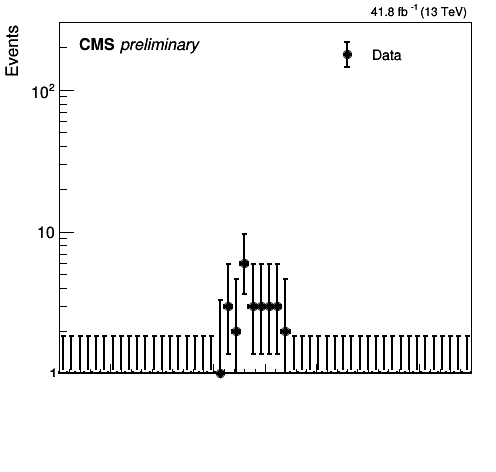 41.8 fb⁻¹ (13 TeV)
CMS preliminary
Data
Events
10²
10
1